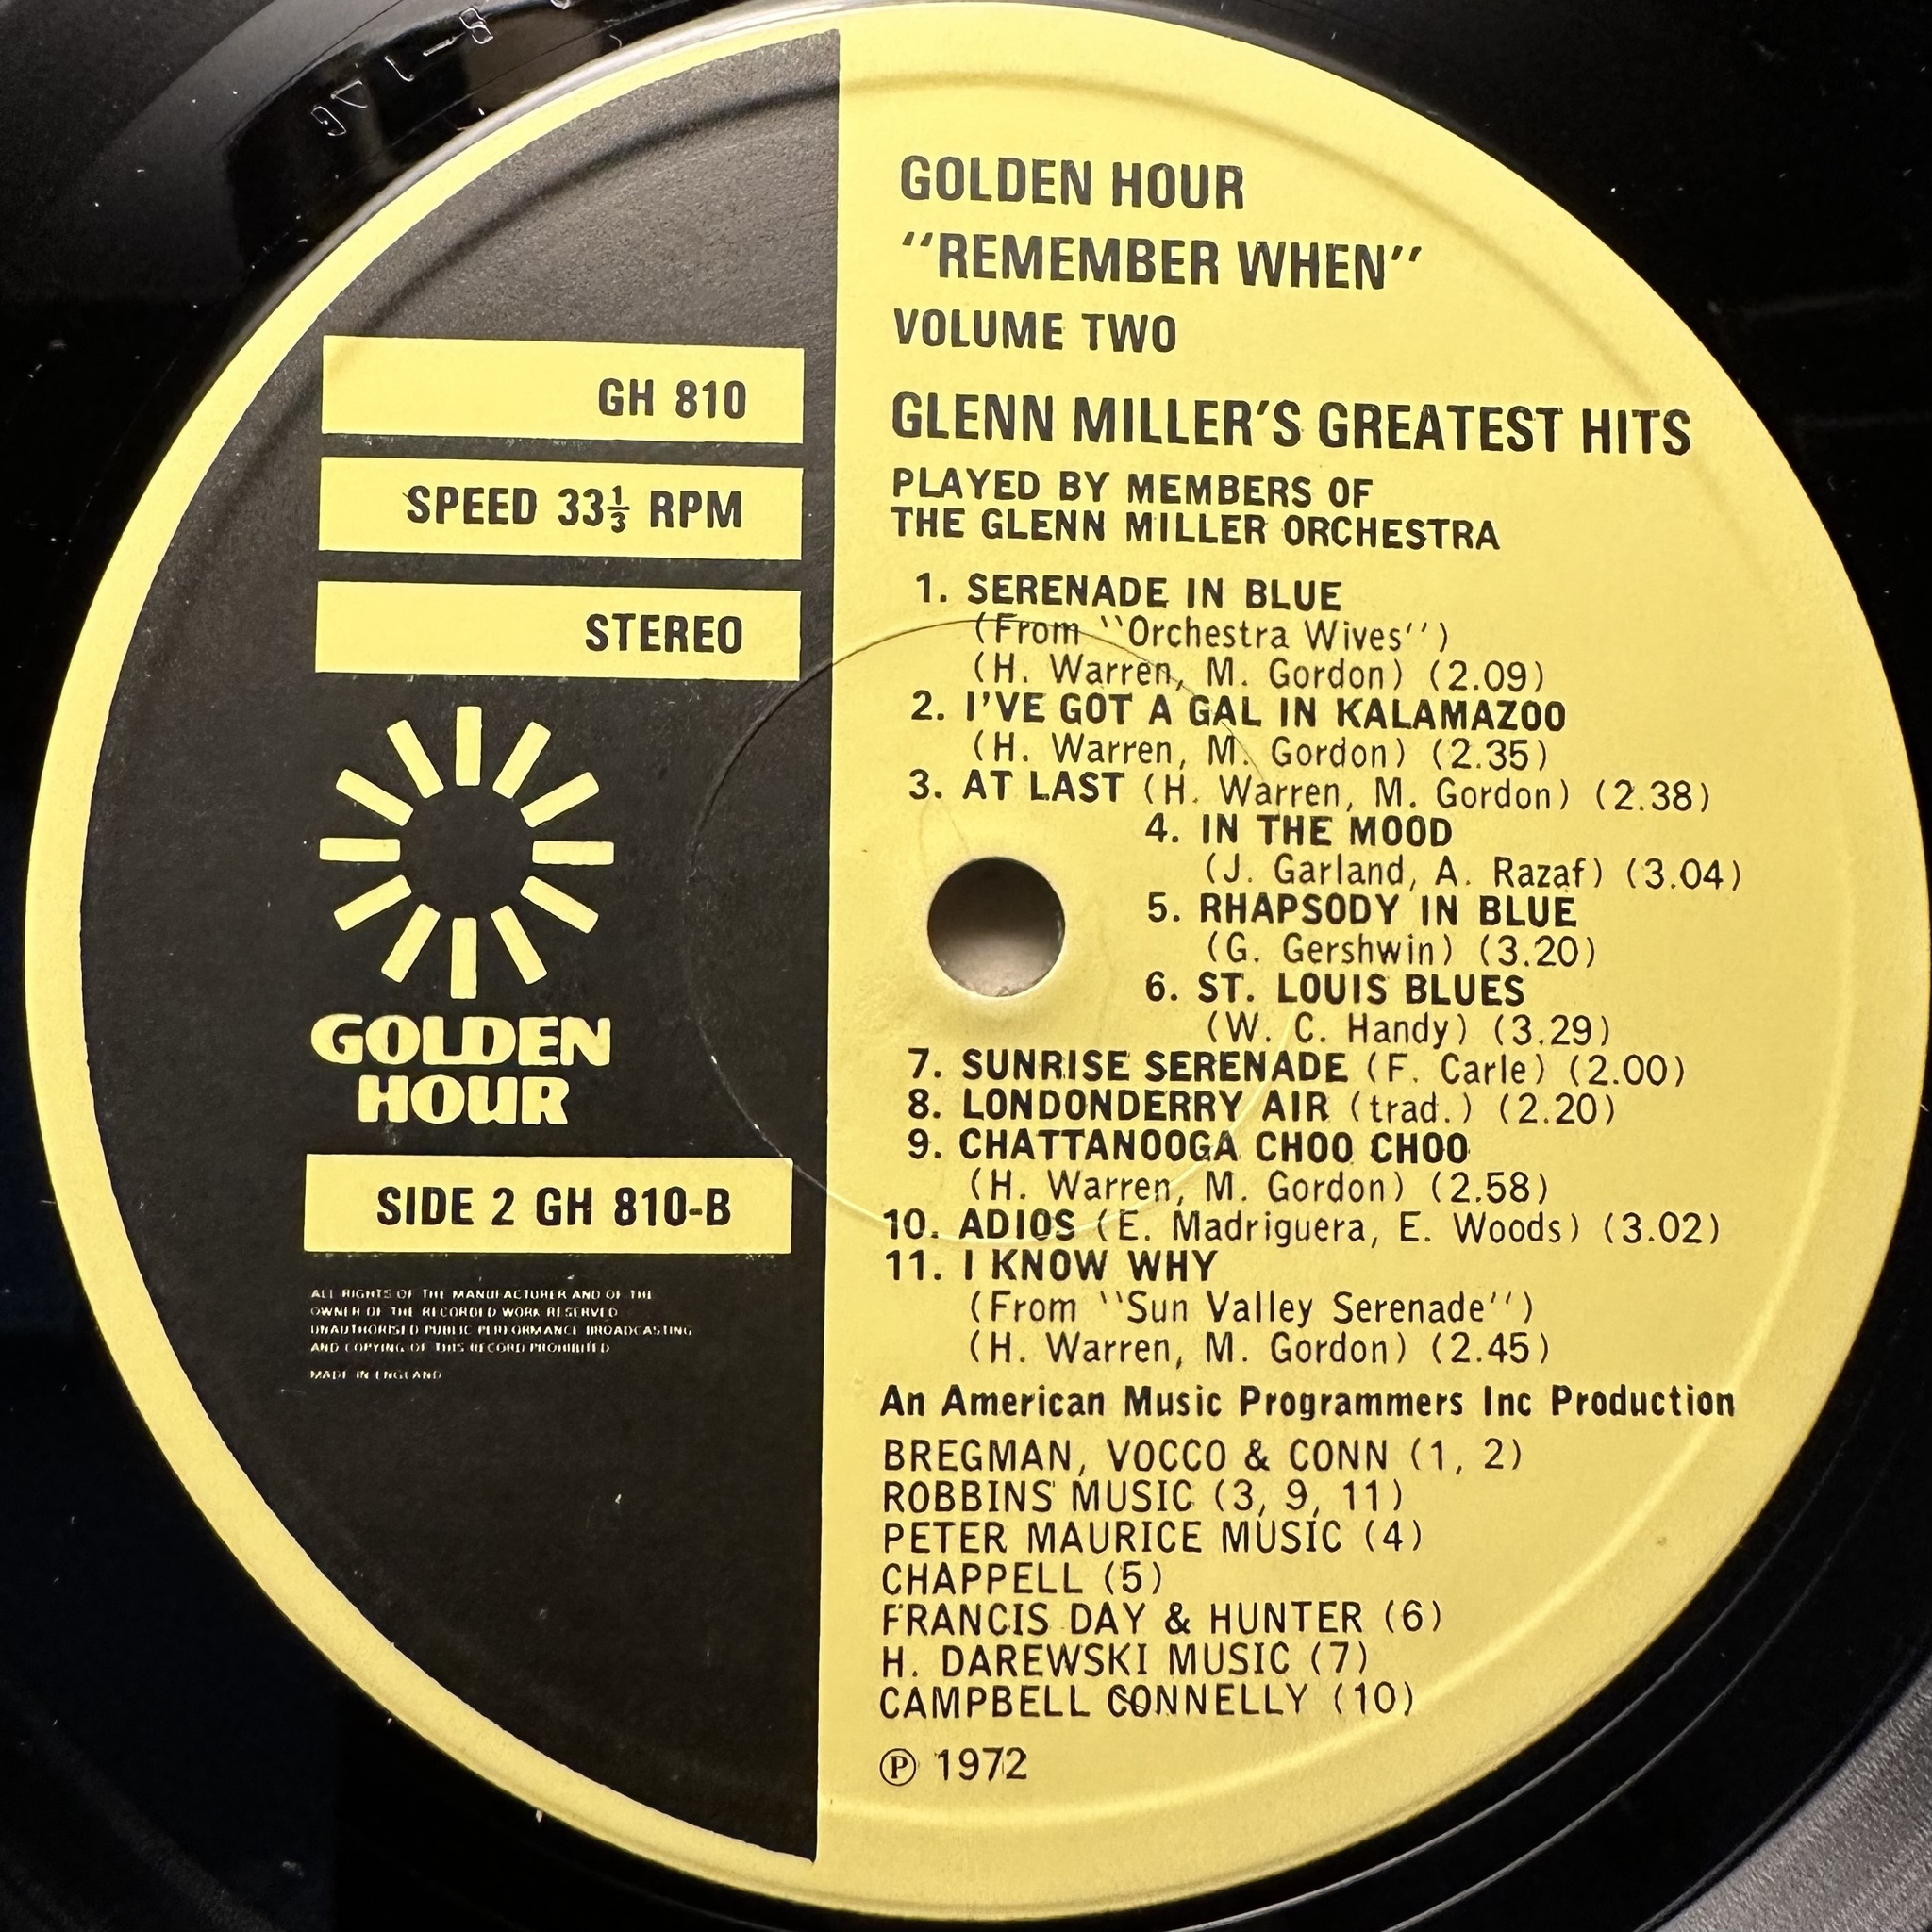 GH 810
SPEED 33⅓ RPM
STEREO
GOLDEN
HOUR
SIDE 2 GH 810-B
ALL RIGHTS OF THE MANUFACTURER AND OF THE
OWNER OF THE RECORDED WORK RESERVED
UNAUTHORISED PUBLIC PERFORMANCE BROADCASTING
AND COPYING OF THIS RECORD PROHIBITED
MADE IN ENGLAND
GOLDEN HOUR
"REMEMBER WHEN"
VOLUME TWO
GLENN MILLER'S GREATEST HITS
PLAYED BY MEMBERS OF
THE GLENN MILLER ORCHESTRA
1. SERENADE IN BLUE
(From "Orchestra Wives")
(H. Warren, M. Gordon) (2.09)
2. I'VE GOT A GAL IN KALAMAZOO
(H. Warren, M. Gordon) (2.35)
3. AT LAST (H. Warren, M. Gordon) (2.38)
4. IN THE MOOD
(J. Garland, A. Razaf) (3.04)
5. RHAPSODY IN BLUE
(G. Gershwin) (3.20)
6. ST. LOUIS BLUES
(W. C. Handy) (3.29)
7. SUNRISE SERENADE (F. Carle) (2.00)
8. LONDONDERRY AIR (trad.) (2.20)
9. CHATTANOOGA CHOO CHOO
(H. Warren, M. Gordon) (2.58)
10. ADIOS (E. Madriguera, E. Woods) (3.02)
11. I KNOW WHY
(From "Sun Valley Serenade")
(H. Warren, M. Gordon) (2.45)
An American Music Programmers Inc Production
BREGMAN, VOCCO & CONN (1, 2)
ROBBINS MUSIC (3, 9, 11)
PETER MAURICE MUSIC (4)
CHAPPELL (5)
FRANCIS DAY & HUNTER (6)
H. DAREWSKI MUSIC (7)
CAMPBELL CONNELLY (10)
℗ 1972